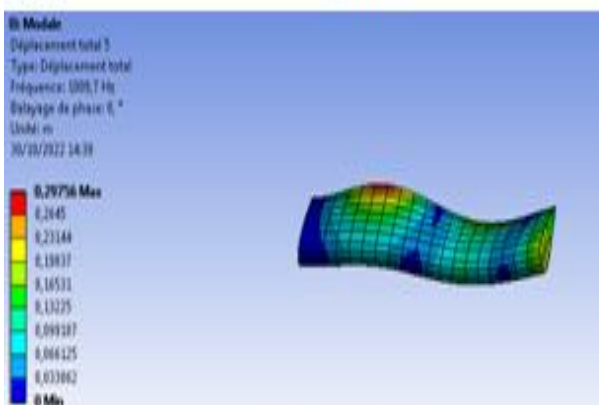 B: Modale
Déplacement total 5
Type: Déplacement total
Fréquence: Hz
Balayage de phase: 0, °
Unité: m
30/10/2022 14:39
0,29756 Max
0,2645
0,23144
0,19837
0,16531
0,13225
0,099187
0,066125
0,033062
0 Min